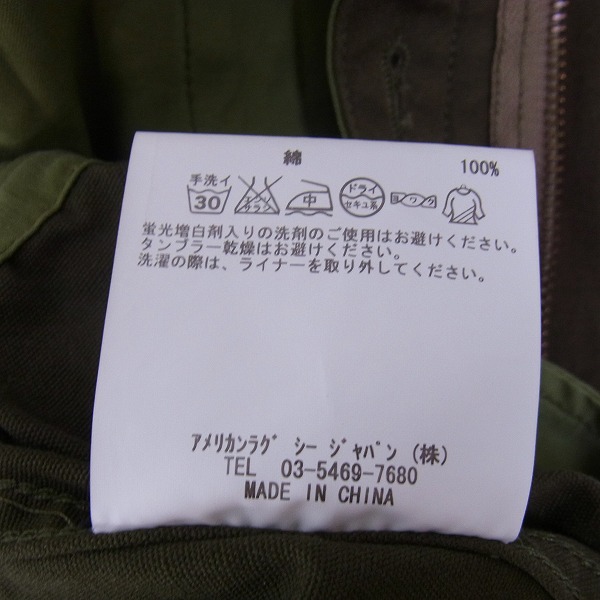 綿 100%
手洗イ
30 エンソ サラシ 中 ドライ セキユ系 ヨワク
蛍光増白剤入りの洗剤のご使用はお避けください。
タンブラー乾燥はお避けください。
洗濯の際は、ライナーを取り外してください。
アメリカンラグ シー ジャパン(株)
TEL 03-5469-7680
MADE IN CHINA